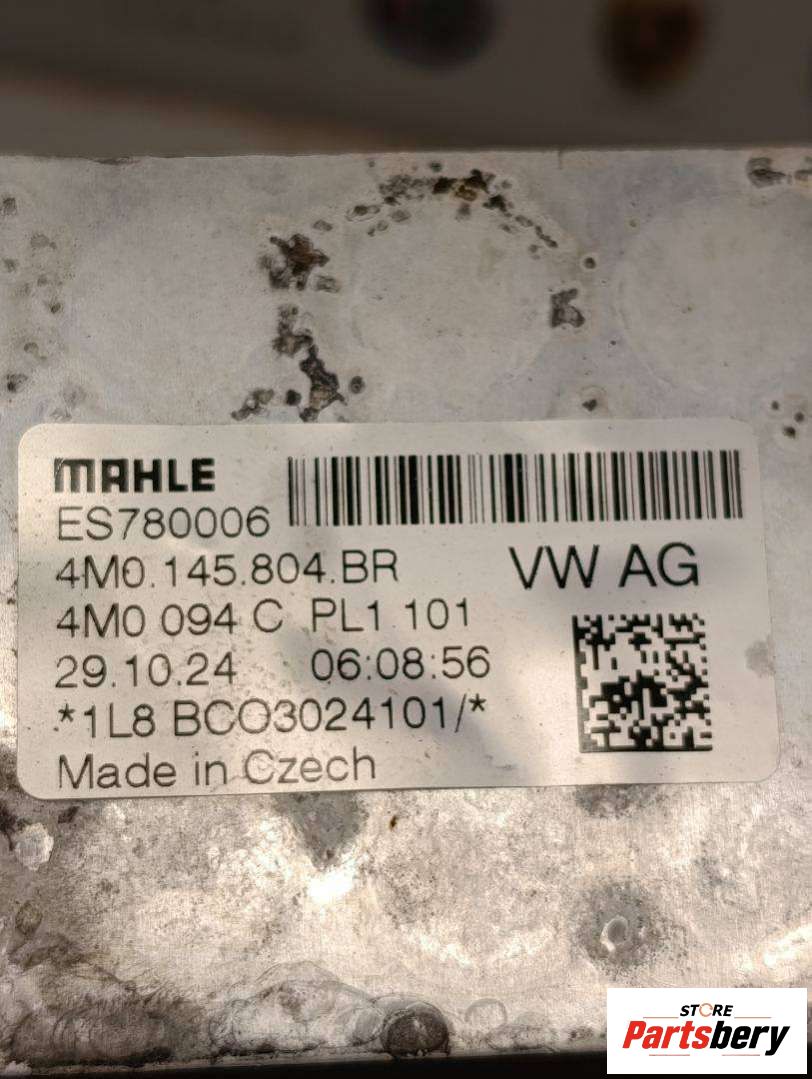 MAHLE
ES780006
4M0.145.804.BR VW AG
4M0 094 C PL1 101
29.10.24 06:08:56
*1L8 BCO3024101/*
Made in Czech
STORE
Partsbery